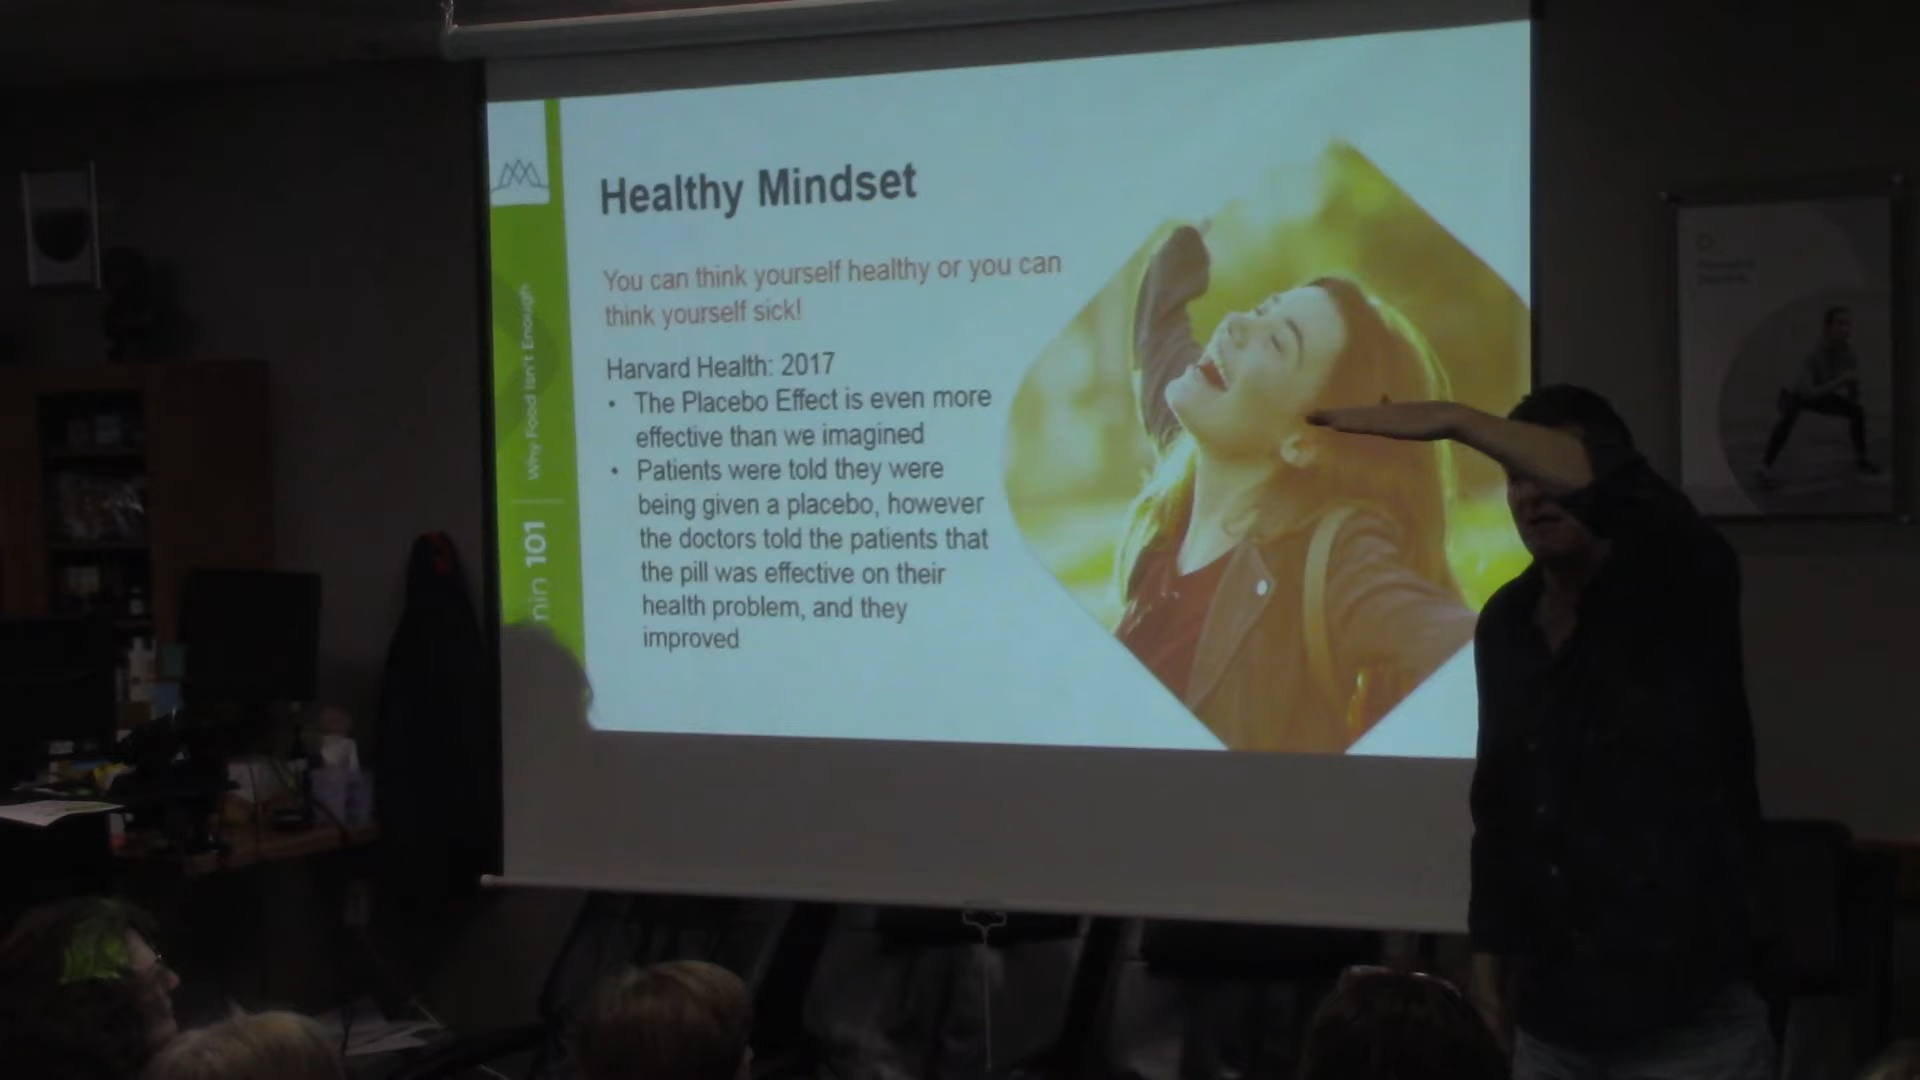 Healthy Mindset
You can think yourself healthy or you can
think yourself sick!
Harvard Health: 2017
• The Placebo Effect is even more
effective than we imagined
• Patients were told they were
being given a placebo, however
the doctors told the patients that
the pill was effective on their
health problem, and they
improved
min 101 | Why Food Isn't Enough